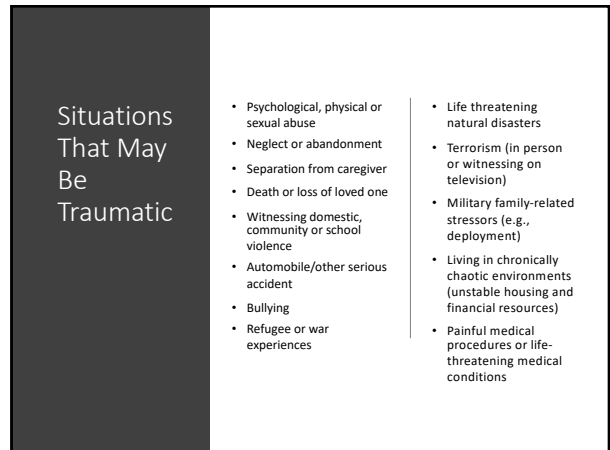 Situations
That May
Be
Traumatic
• Psychological, physical or
sexual abuse
• Neglect or abandonment
• Separation from caregiver
• Death or loss of loved one
• Witnessing domestic,
community or school
violence
• Automobile/other serious
accident
• Bullying
• Refugee or war
experiences
• Life threatening
natural disasters
• Terrorism (in person
or witnessing on
television)
• Military family-related
stressors (e.g.,
deployment)
• Living in chronically
chaotic environments
(unstable housing and
financial resources)
• Painful medical
procedures or life-
threatening medical
conditions